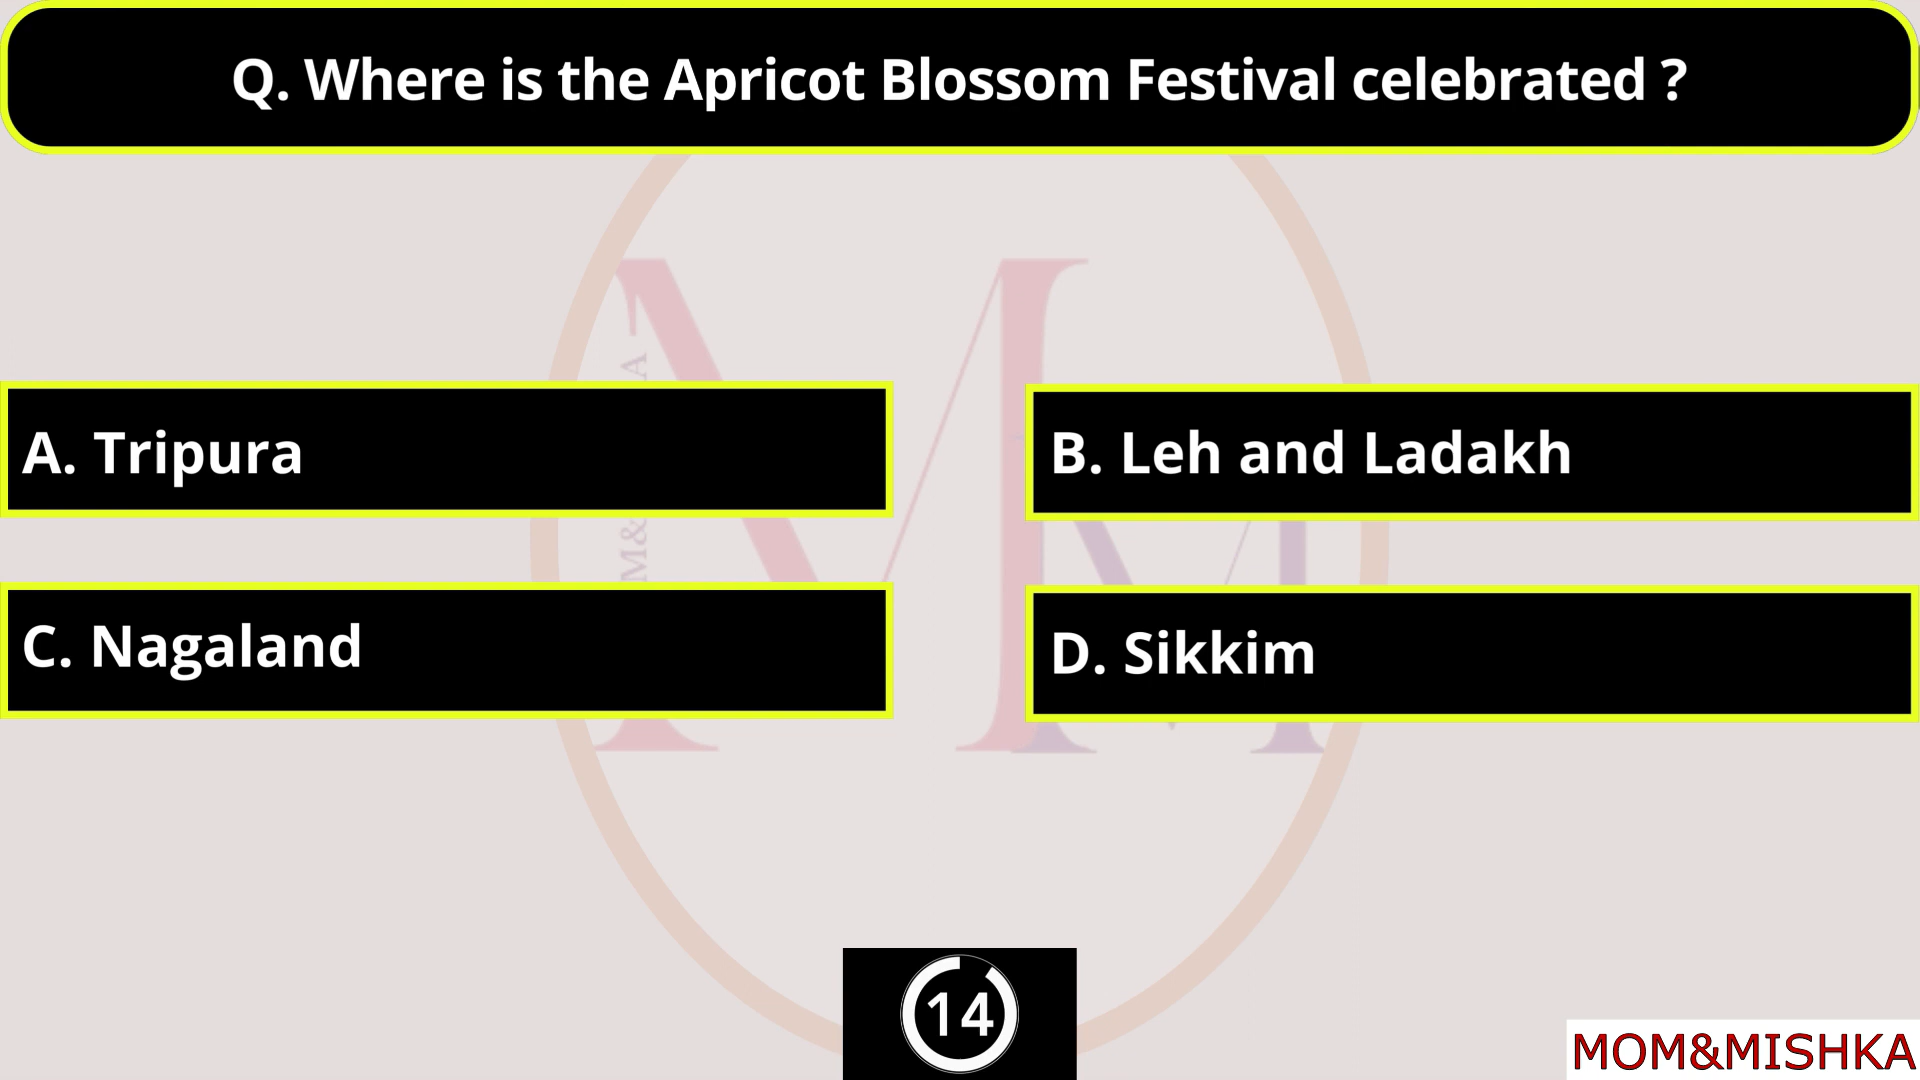 Q. Where is the Apricot Blossom Festival celebrated ?
A. Tripura
B. Leh and Ladakh
C. Nagaland
D. Sikkim
M&
A
14
MOM&MISHKA